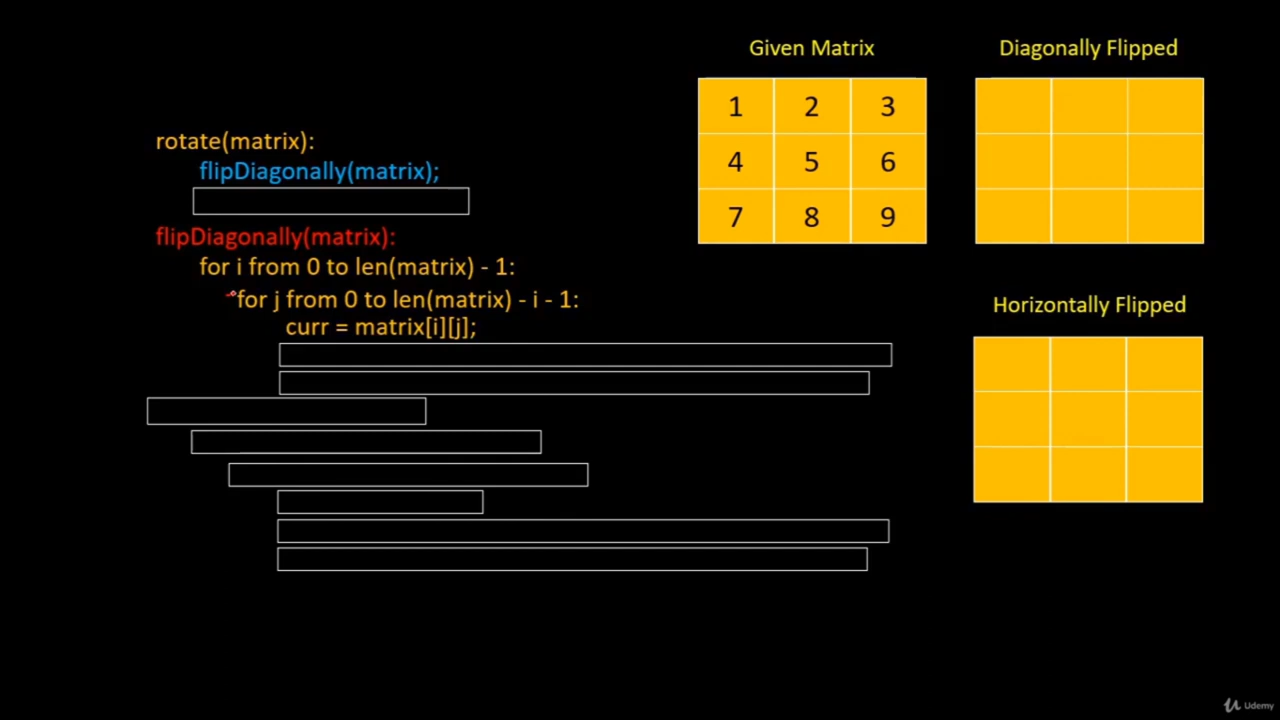 Given Matrix
Diagonally Flipped
1 2 3
4 5 6
7 8 9
rotate(matrix):
flipDiagonally(matrix);
flipDiagonally(matrix):
for i from 0 to len(matrix) - 1:
for j from 0 to len(matrix) - i - 1:
curr = matrix[i][j];
Horizontally Flipped
Udemy